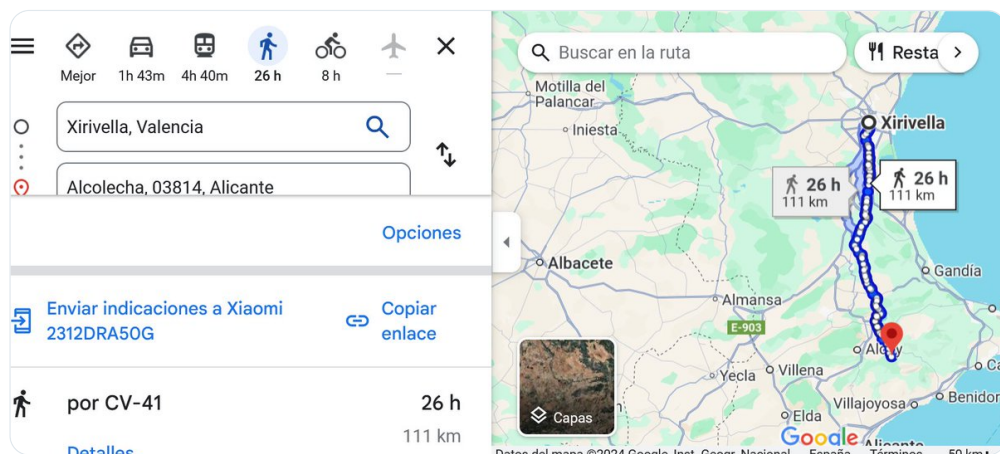 Mejor
1h 43m
4h 40m
26 h
8 h
—
Xirivella, Valencia
Alcolecha, 03814, Alicante
Opciones
Enviar indicaciones a Xiaomi
2312DRA50G
Copiar
enlace
por CV-41
26 h
111 km
Detalles
Buscar en la ruta
Resta
Motilla del
Palancar
Iniesta
Xirivella
26 h
111 km
26 h
111 km
Albacete
Gandía
Almansa
E-903
Alcoy
Yecla
Villena
Villajoyosa
Benidor
Elda
Capas
Google
Alicante
Datos del mapa ©2024 Google, Inst. Geogr. Nacional
España
Términos
50 km